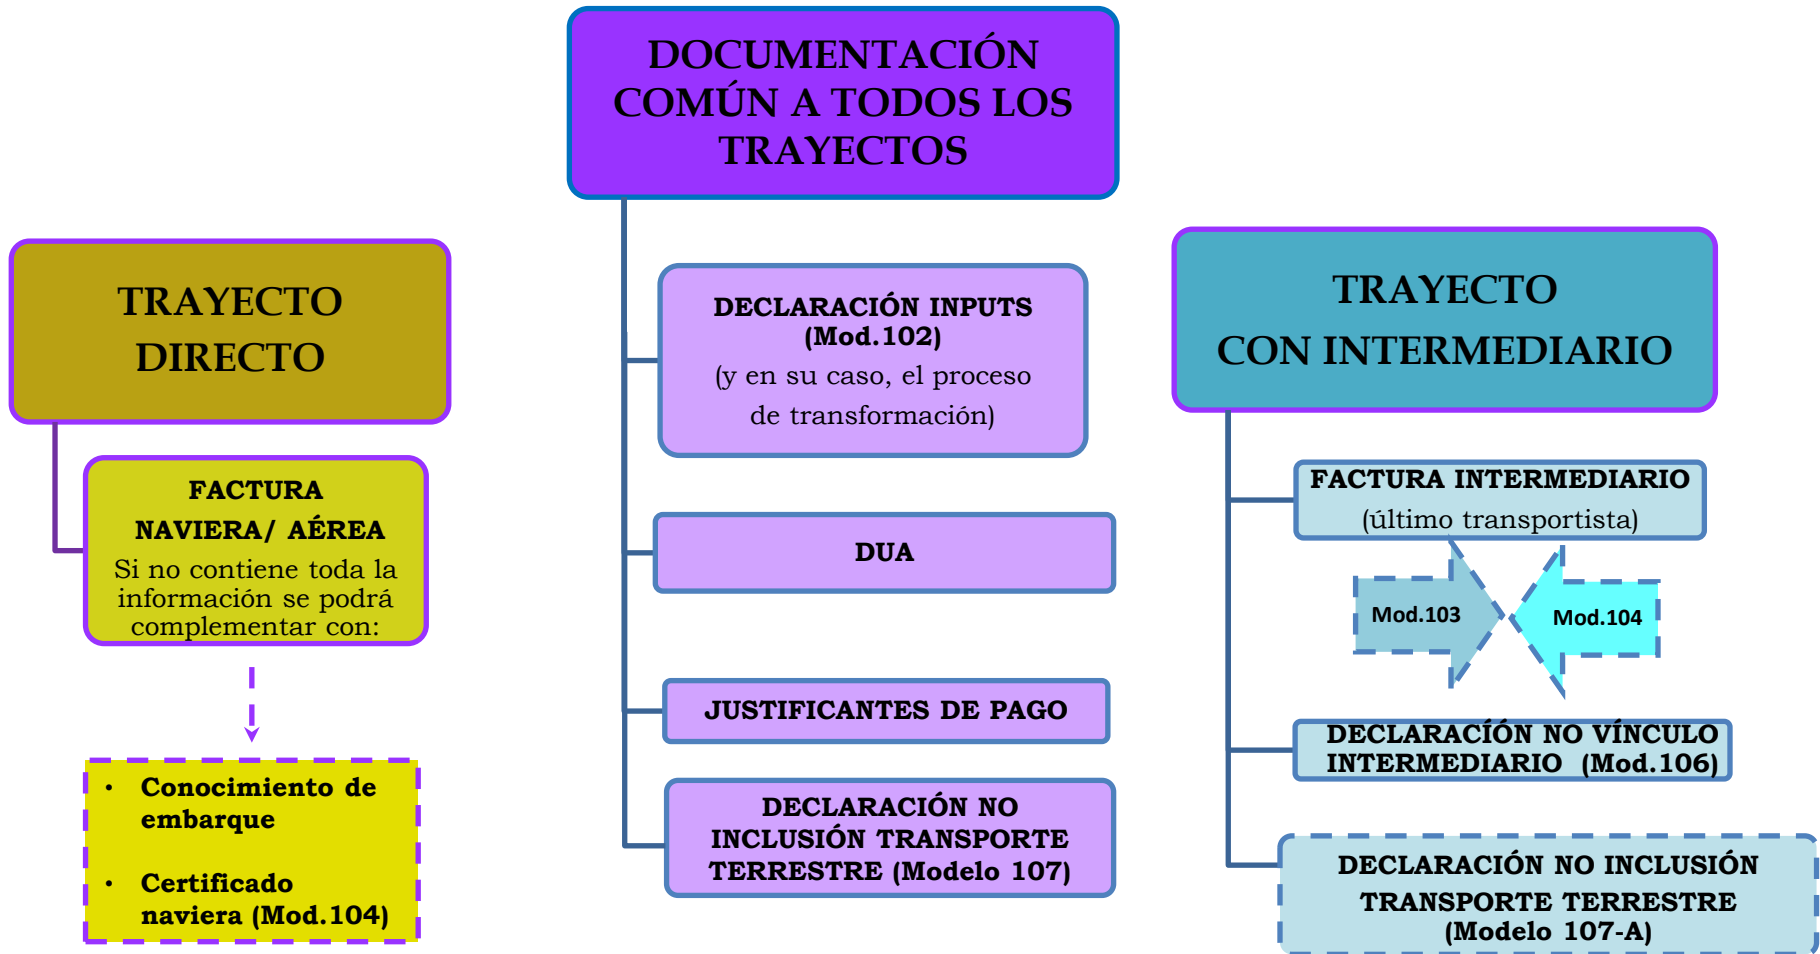 DOCUMENTACIÓN
COMÚN A TODOS LOS
TRAYECTOS
TRAYECTO
DIRECTO
FACTURA
NAVIERA/ AÉREA
Si no contiene toda la
información se podrá
complementar con:
• Conocimiento de
embarque
• Certificado
naviera (Mod.104)
DECLARACIÓN INPUTS
(Mod.102)
(y en su caso, el proceso
de transformación)
DUA
JUSTIFICANTES DE PAGO
DECLARACIÓN NO
INCLUSIÓN TRANSPORTE
TERRESTRE (Modelo 107)
TRAYECTO
CON INTERMEDIARIO
FACTURA INTERMEDIARIO
(último transportista)
Mod.103
Mod.104
DECLARACÍÓN NO VÍNCULO
INTERMEDIARIO (Mod.106)
DECLARACIÓN NO INCLUSIÓN
TRANSPORTE TERRESTRE
(Modelo 107-A)